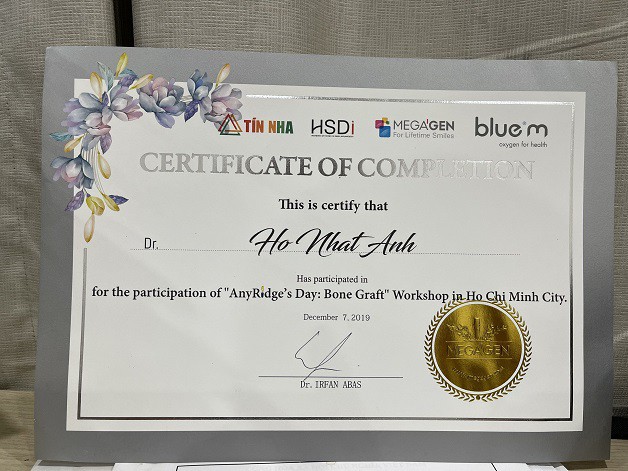 TÍN NHA
HSDi
MEGA'GEN
For Lifetime Smiles
blue®m
oxygen for health
CERTIFICATE OF COMPLETION
This is certify that
Dr. Ho Nhat Anh
Has participated in
for the participation of "AnyRidge's Day: Bone Graft" Workshop in Ho Chi Minh City.
December 7, 2019
MEGAGEN
Dr. IRFAN ABAS